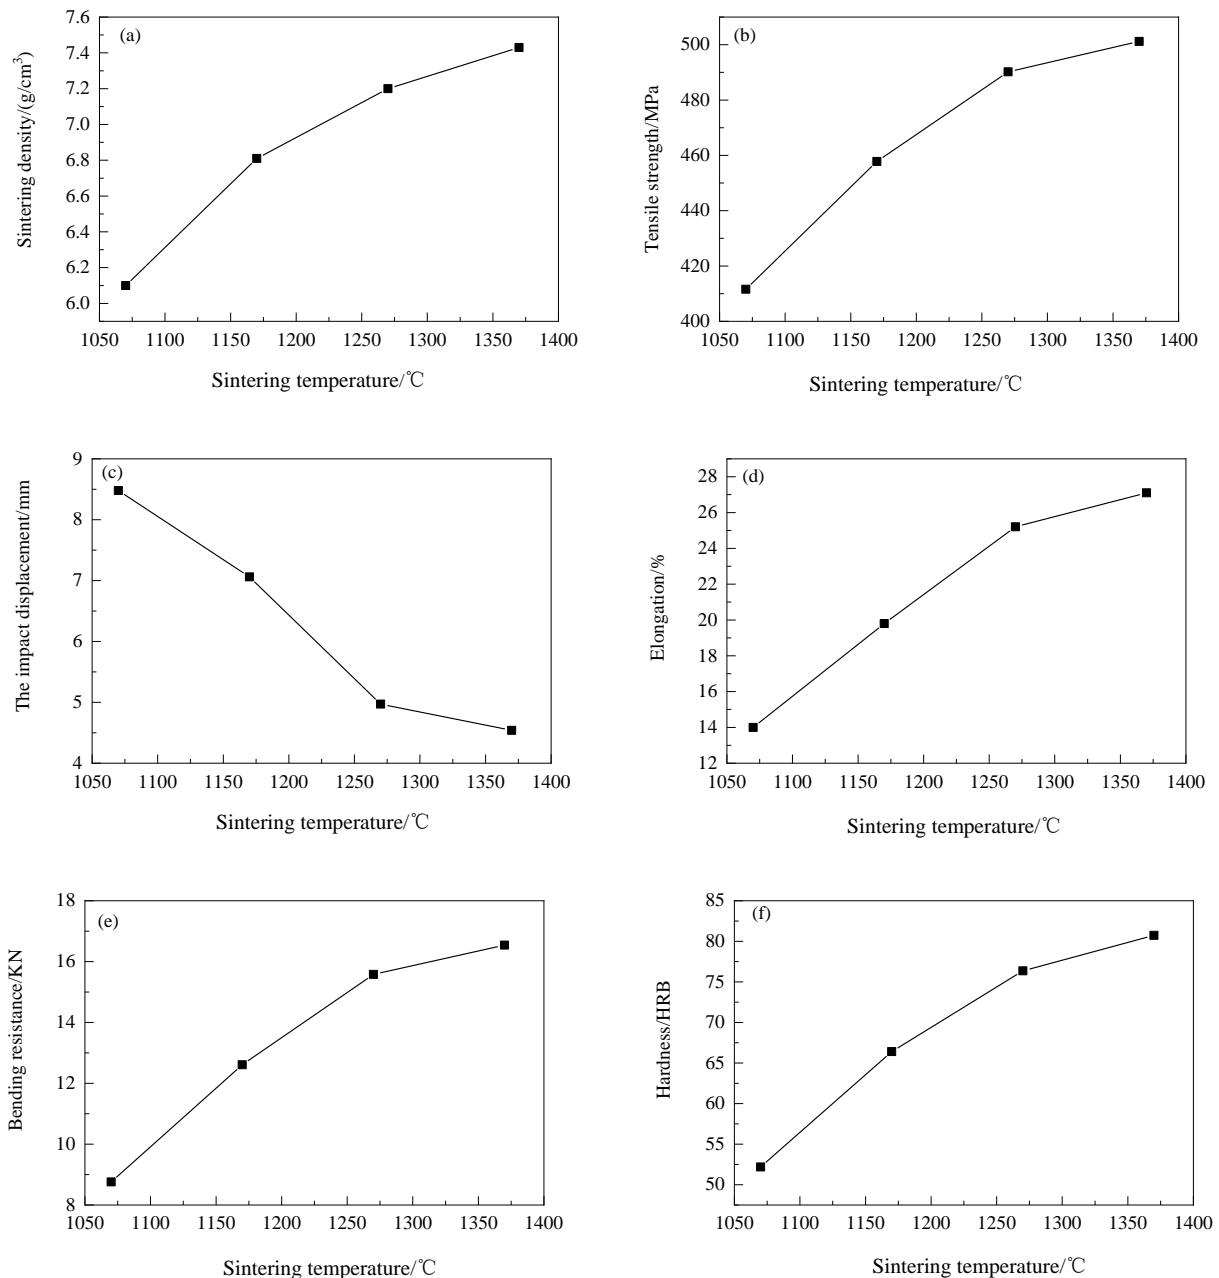 (a)
Sintering density/(g/cm³)
7.6
7.4
7.2
7.0
6.8
6.6
6.4
6.2
6.0
1050 1100 1150 1200 1250 1300 1350 1400
Sintering temperature/℃
(b)
Tensile strength/MPa
500
480
460
440
420
400
1050 1100 1150 1200 1250 1300 1350 1400
Sintering temperature/℃
(c)
The impact displacement/mm
9
8
7
6
5
4
1050 1100 1150 1200 1250 1300 1350 1400
Sintering temperature/℃
(d)
Elongation/%
28
26
24
22
20
18
16
14
12
1050 1100 1150 1200 1250 1300 1350 1400
Sintering temperature/℃
(e)
Bending resistance/KN
18
16
14
12
10
8
1050 1100 1150 1200 1250 1300 1350 1400
Sintering temperature/℃
(f)
Hardness/HRB
85
80
75
70
65
60
55
50
1050 1100 1150 1200 1250 1300 1350 1400
Sintering temperature/℃